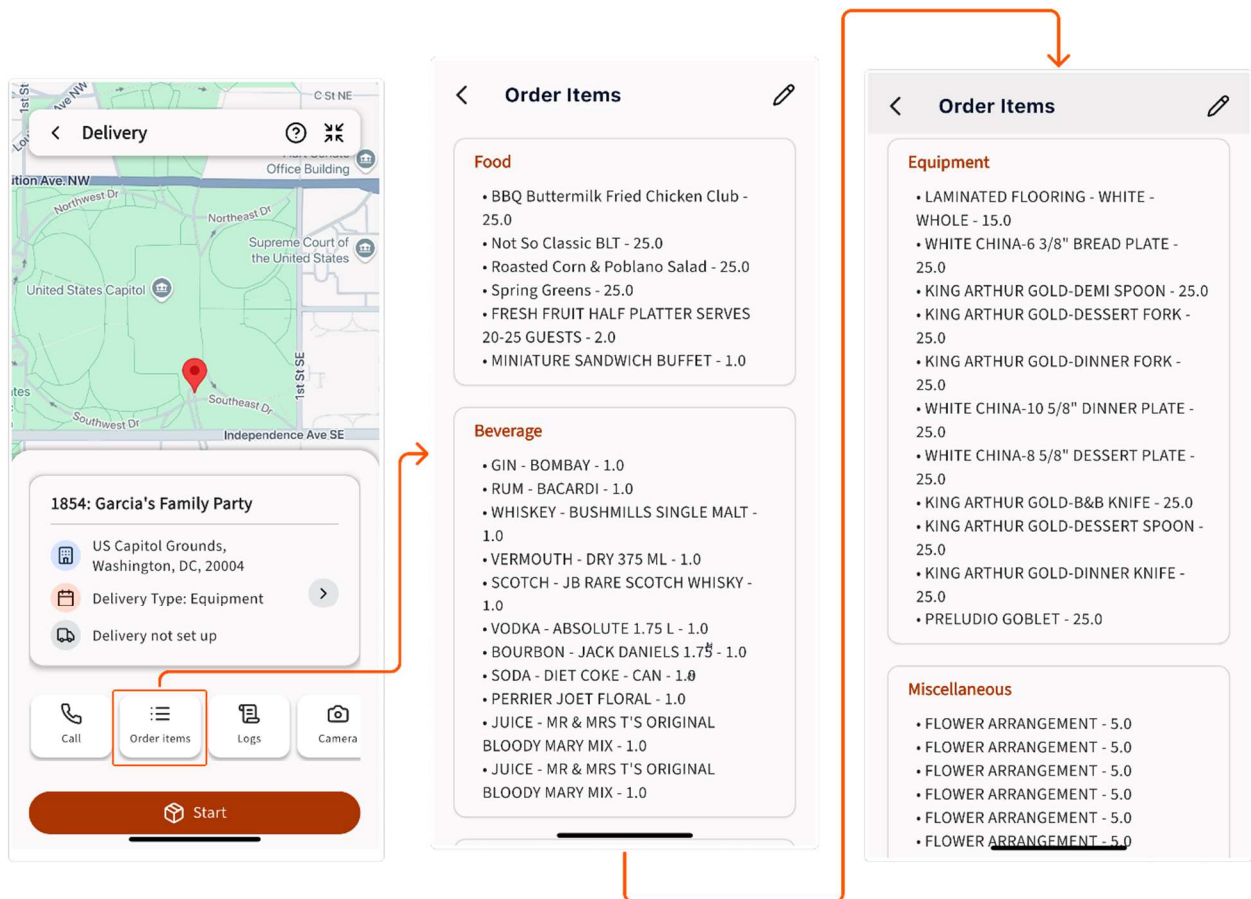 1st St
Ave NW
C St NE
Delivery
Office Building
Northwest Dr
Northeast Dr
Supreme Court of
the United States
United States Capitol
1st St SE
Southeast Dr
Southwest Dr
Independence Ave SE
1854: Garcia's Family Party
US Capitol Grounds,
Washington, DC, 20004
Delivery Type: Equipment
Delivery not set up
Call
Order items
Logs
Camera
Start
Order Items
Food
• BBQ Buttermilk Fried Chicken Club -
25.0
• Not So Classic BLT - 25.0
• Roasted Corn & Poblano Salad - 25.0
• Spring Greens - 25.0
• FRESH FRUIT HALF PLATTER SERVES
20-25 GUESTS - 2.0
• MINIATURE SANDWICH BUFFET - 1.0
Beverage
• GIN - BOMBAY - 1.0
• RUM - BACARDI - 1.0
• WHISKEY - BUSHMILLS SINGLE MALT -
1.0
• VERMOUTH - DRY 375 ML - 1.0
• SCOTCH - JB RARE SCOTCH WHISKY -
1.0
• VODKA - ABSOLUTE 1.75 L - 1.0
• BOURBON - JACK DANIELS 1.75 - 1.0
• SODA - DIET COKE - CAN - 1.0
• PERRIER JOET FLORAL - 1.0
• JUICE - MR & MRS T'S ORIGINAL
BLOODY MARY MIX - 1.0
• JUICE - MR & MRS T'S ORIGINAL
BLOODY MARY MIX - 1.0
Order Items
Equipment
• LAMINATED FLOORING - WHITE -
WHOLE - 15.0
• WHITE CHINA-6 3/8" BREAD PLATE -
25.0
• KING ARTHUR GOLD-DEMI SPOON - 25.0
• KING ARTHUR GOLD-DESSERT FORK -
25.0
• KING ARTHUR GOLD-DINNER FORK -
25.0
• WHITE CHINA-10 5/8" DINNER PLATE -
25.0
• WHITE CHINA-8 5/8" DESSERT PLATE -
25.0
• KING ARTHUR GOLD-B&B KNIFE - 25.0
• KING ARTHUR GOLD-DESSERT SPOON -
25.0
• KING ARTHUR GOLD-DINNER KNIFE -
25.0
• PRELUDIO GOBLET - 25.0
Miscellaneous
• FLOWER ARRANGEMENT - 5.0
• FLOWER ARRANGEMENT - 5.0
• FLOWER ARRANGEMENT - 5.0
• FLOWER ARRANGEMENT - 5.0
• FLOWER ARRANGEMENT - 5.0
• FLOWER ARRANGEMENT - 5.0